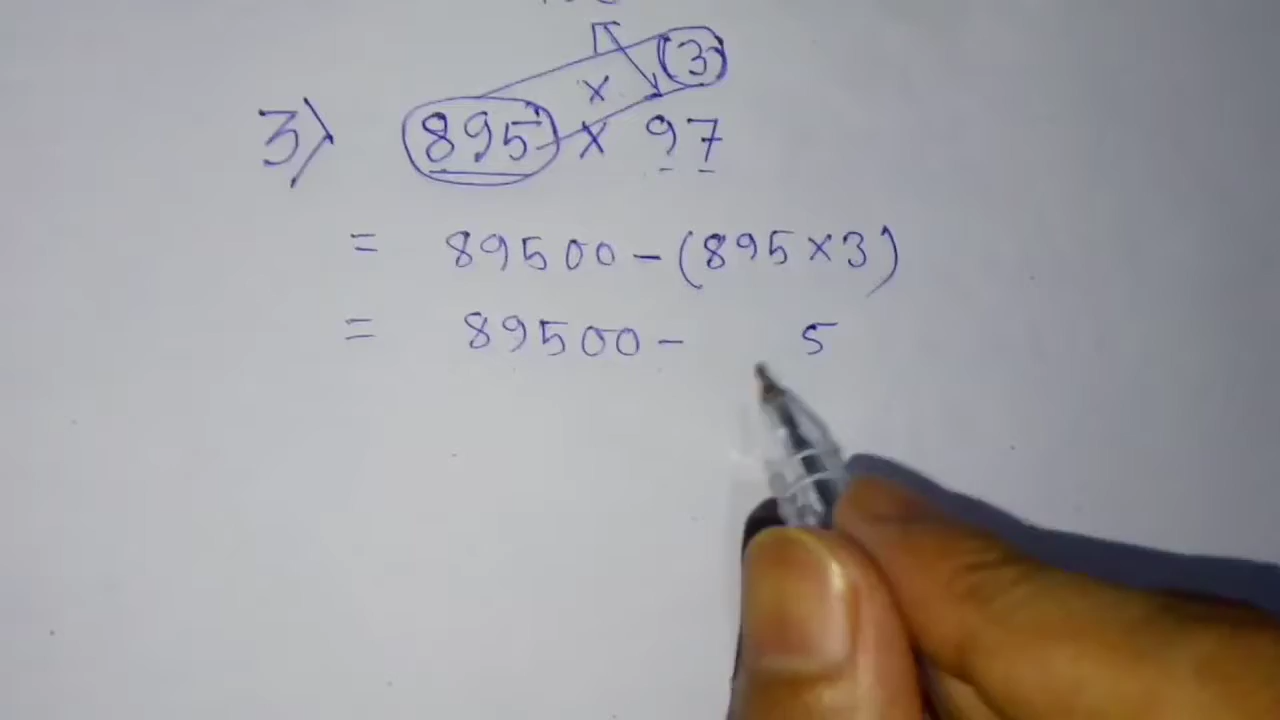 3
×
3) 895 × 97
= 89500 - (895×3)
= 89500 - 5